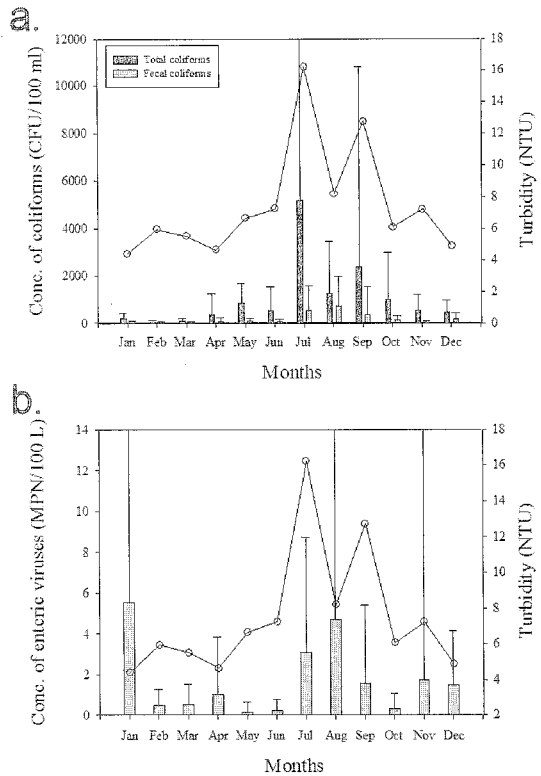 a.
Conc. of coliforms (CFU/100 ml)
12000
10000
8000
6000
4000
2000
0
Total coliforms
Fecal coliforms
18
16
14
12
10
8
6
4
2
0
Turbidity (NTU)
Jan Feb Mar Apr May Jun Jul Aug Sep Oct Nov Dec
Months
b.
Conc. of enteric viruses (MPN/100 L)
14
12
10
8
6
4
2
0
18
16
14
12
10
8
6
4
2
Turbidity (NTU)
Jan Feb Mar Apr May Jun Jul Aug Sep Oct Nov Dec
Months